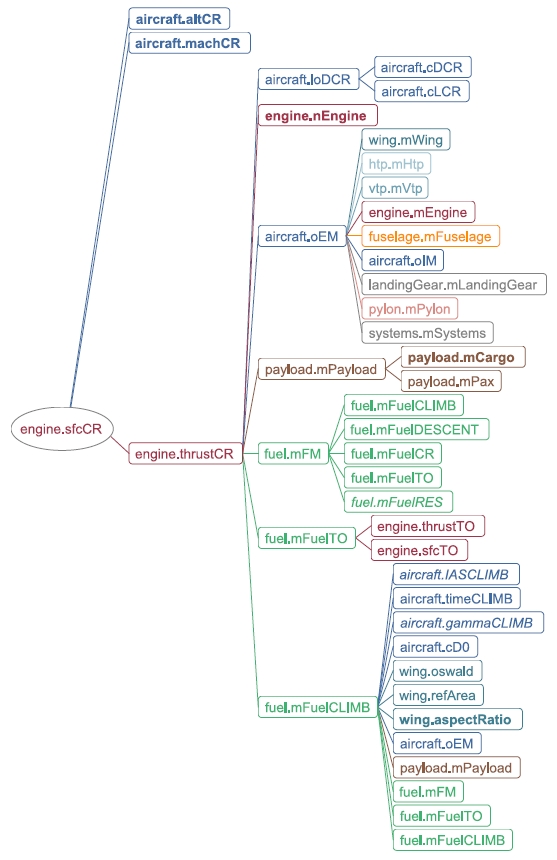 aircraft.altCR
aircraft.machCR
aircraft.loDCR
aircraft.cDCR
aircraft.cLCR
engine.nEngine
wing.mWing
htp.mHtp
vtp.mVtp
engine.mEngine
aircraft.oEM
fuselage.mFuselage
aircraft.oIM
landingGear.mLandingGear
pylon.mPylon
systems.mSystems
payload.mPayload
payload.mCargo
payload.mPax
engine.sfcCR
engine.thrustCR
fuel.mFM
fuel.mFuelCLIMB
fuel.mFuelDESCENT
fuel.mFuelCR
fuel.mFuelTO
fuel.mFuelRES
fuel.mFuelTO
engine.thrustTO
engine.sfcTO
fuel.mFuelCLIMB
aircraft.IASCLIMB
aircraft.timeCLIMB
aircraft.gammaCLIMB
aircraft.cD0
wing.oswald
wing.refArea
wing.aspectRatio
aircraft.oEM
payload.mPayload
fuel.mFM
fuel.mFuelTO
fuel.mFuelCLIMB